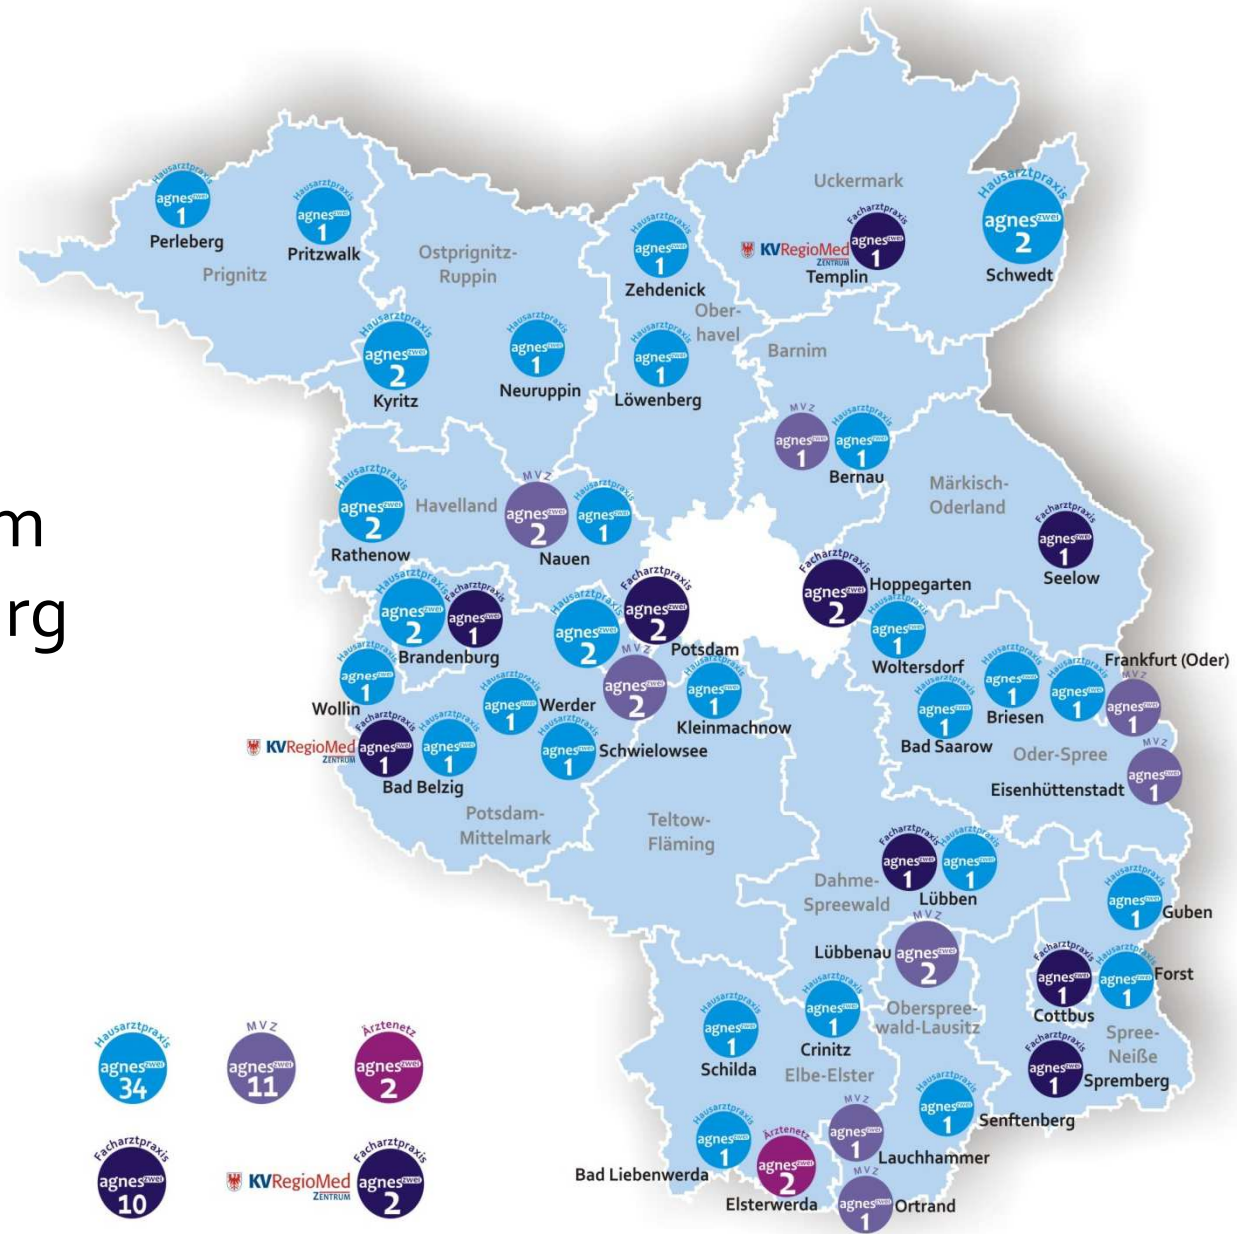 Uckermark
Hausarztpraxis
agnes zwei
1
Perleberg
Hausarztpraxis
agnes zwei
1
Pritzwalk
Prignitz
Ostprignitz-
Ruppin
Hausarztpraxis
agnes zwei
1
Zehdenick
KVRegioMed
ZENTRUM
Facharztpraxis
agnes zwei
1
Templin
Hausarztpraxis
agnes zwei
2
Schwedt
Ober-
havel
Barnim
Hausarztpraxis
agnes zwei
2
Kyritz
Hausarztpraxis
agnes zwei
1
Neuruppin
Hausarztpraxis
agnes zwei
1
Löwenberg
MVZ
agnes zwei
1
Hausarztpraxis
agnes zwei
1
Bernau
Märkisch-
Oderland
Hausarztpraxis
agnes zwei
2
Rathenow
Havelland
MVZ
agnes zwei
2
Hausarztpraxis
agnes zwei
1
Nauen
m
rg
Facharztpraxis
agnes zwei
1
Seelow
Facharztpraxis
agnes zwei
2
Hoppegarten
Hausarztpraxis
agnes zwei
2
Facharztpraxis
agnes zwei
1
Brandenburg
Hausarztpraxis
agnes zwei
2
Facharztpraxis
agnes zwei
2
Potsdam
MVZ
agnes zwei
2
Hausarztpraxis
agnes zwei
1
Woltersdorf
Hausarztpraxis
agnes zwei
1
Wollin
Hausarztpraxis
agnes zwei
1
Werder
Hausarztpraxis
agnes zwei
1
Kleinmachnow
Hausarztpraxis
agnes zwei
1
Bad Saarow
Hausarztpraxis
agnes zwei
1
Briesen
Frankfurt (Oder)
Hausarztpraxis
agnes zwei
1
MVZ
agnes zwei
1
KVRegioMed
ZENTRUM
Facharztpraxis
agnes zwei
1
Hausarztpraxis
agnes zwei
1
Bad Belzig
Hausarztpraxis
agnes zwei
1
Schwielowsee
Oder-Spree
MVZ
agnes zwei
1
Eisenhüttenstadt
Potsdam-
Mittelmark
Teltow-
Fläming
Dahme-
Spreewald
Facharztpraxis
agnes zwei
1
Hausarztpraxis
agnes zwei
1
Lübben
Hausarztpraxis
agnes zwei
1
Guben
MVZ
Lübbenau
agnes zwei
2
Facharztpraxis
agnes zwei
1
Cottbus
Hausarztpraxis
agnes zwei
1
Forst
Hausarztpraxis
agnes zwei
1
Schilda
Hausarztpraxis
agnes zwei
1
Crinitz
Oberspree-
wald-Lausitz
Spree-
Neiße
Elbe-Elster
Facharztpraxis
agnes zwei
1
Spremberg
Hausarztpraxis
agnes zwei
1
Senftenberg
Hausarztpraxis
agnes zwei
1
Bad Liebenwerda
Ärztenetz
agnes zwei
2
Elsterwerda
MVZ
agnes zwei
1
Lauchhammer
MVZ
agnes zwei
1
Ortrand
Hausarztpraxis
agnes zwei
34
MVZ
agnes zwei
11
Ärztenetz
agnes zwei
2
Facharztpraxis
agnes zwei
10
KVRegioMed
ZENTRUM
Facharztpraxis
agnes zwei
2